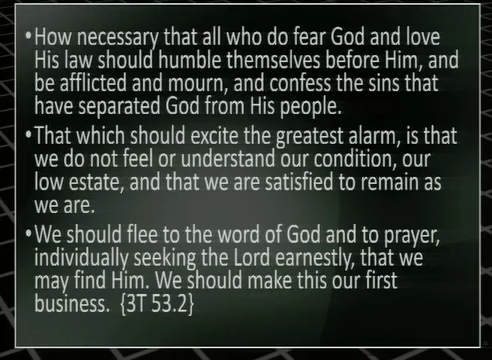 •How necessary that all who do fear God and love
His law should humble themselves before Him, and
be afflicted and mourn, and confess the sins that
have separated God from His people.
•That which should excite the greatest alarm, is that
we do not feel or understand our condition, our
low estate, and that we are satisfied to remain as
we are.
•We should flee to the word of God and to prayer,
individually seeking the Lord earnestly, that we
may find Him. We should make this our first
business. {3T 53.2}